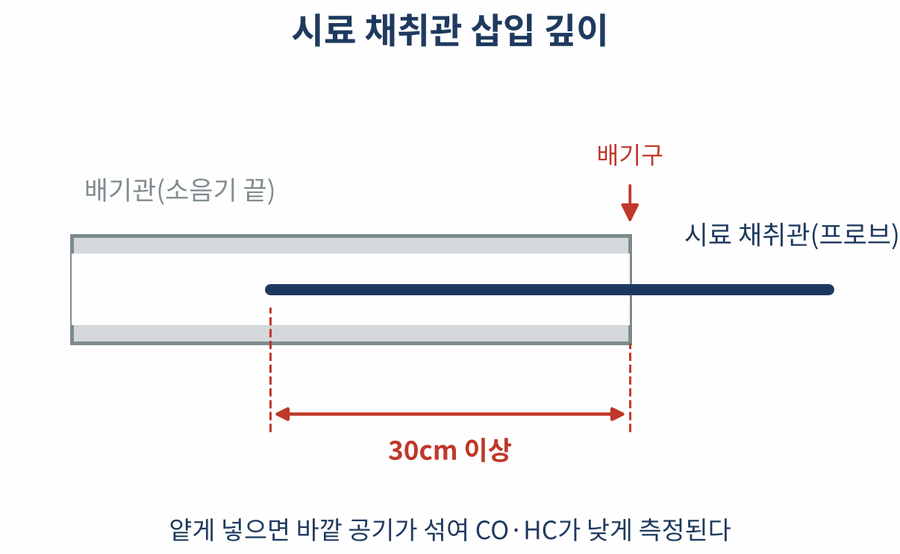 시료 채취관 삽입 깊이
배기구
배기관(소음기 끝)
시료 채취관(프로브)
30cm 이상
얕게 넣으면 바깥 공기가 섞여 CO·HC가 낮게 측정된다